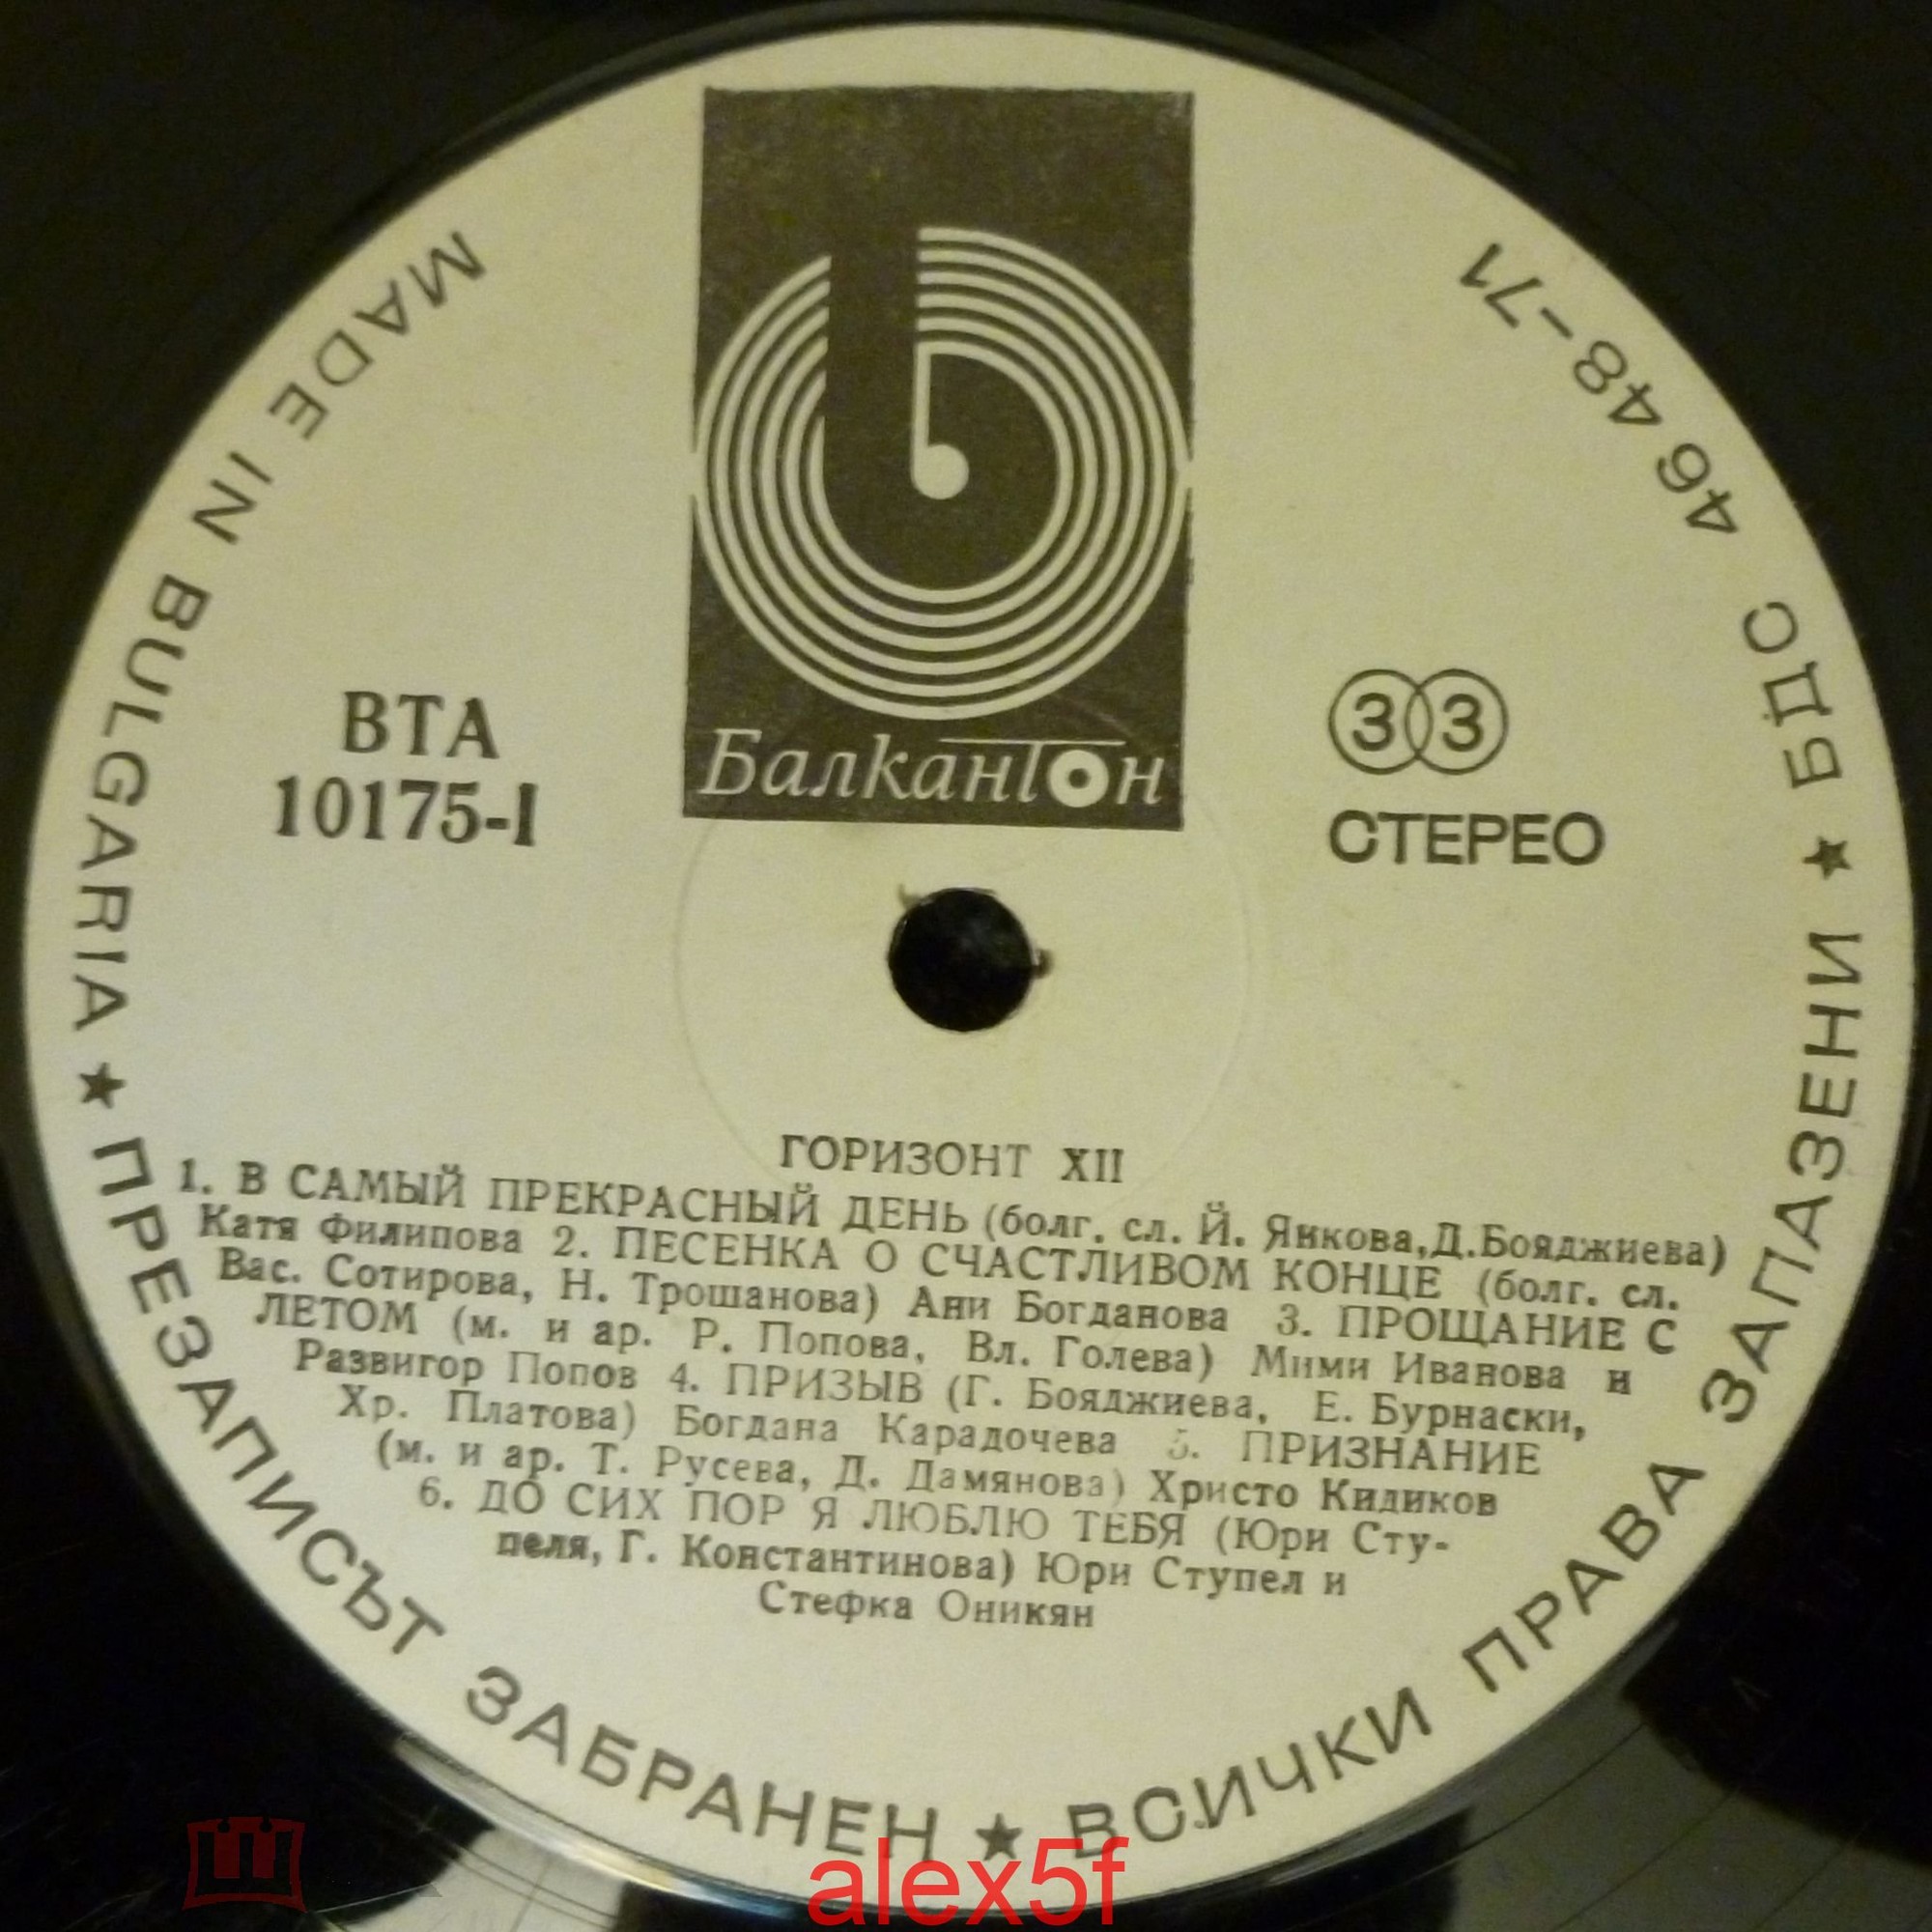 Балкантон
ВТА
10175-I
33
СТЕРЕО
ГОРИЗОНТ XII
1. В САМЫЙ ПРЕКРАСНЫЙ ДЕНЬ (болг. сл. Й. Янкова,Д.Бояджиева)
Катя Филипова 2. ПЕСЕНКА О СЧАСТЛИВОМ КОНЦЕ (болг. сл.
Вас. Сотирова, Н. Трошанова) Ани Богданова 3. ПРОЩАНИЕ С
ЛЕТОМ (м. и ар. Р. Попова, Вл. Голева) Мими Иванова и
Развигор Попов 4. ПРИЗЫВ (Г. Бояджиева, Е. Бурнаски,
Хр. Платова) Богдана Карадочева 5. ПРИЗНАНИЕ
(м. и ар. Т. Русева, Д. Дамянова) Христо Кидиков
6. ДО СИХ ПОР Я ЛЮБЛЮ ТЕБЯ (Юри Сту-
пеля, Г. Константинова) Юри Ступел и
Стефка Оникян
MADE IN BULGARIA ★ ПРЕЗАПИСЪТ ЗАБРАНЕН ★ ВСИЧКИ ПРАВА ЗАПАЗЕНИ ★ БДС 46 48-71
alex5f